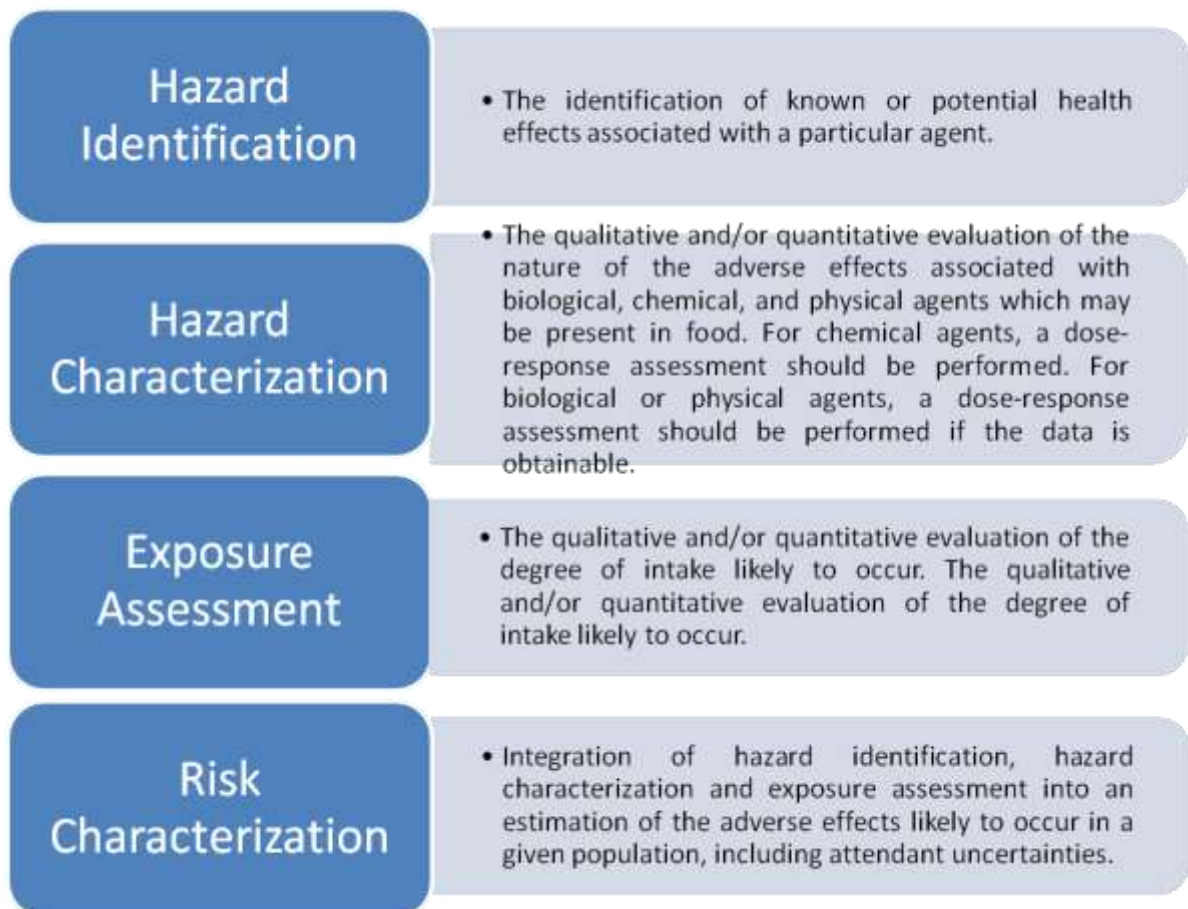 Hazard
Identification
• The identification of known or potential health
effects associated with a particular agent.
Hazard
Characterization
• The qualitative and/or quantitative evaluation of the
nature of the adverse effects associated with
biological, chemical, and physical agents which may
be present in food. For chemical agents, a dose-
response assessment should be performed. For
biological or physical agents, a dose-response
assessment should be performed if the data is
obtainable.
Exposure
Assessment
• The qualitative and/or quantitative evaluation of the
degree of intake likely to occur. The qualitative
and/or quantitative evaluation of the degree of
intake likely to occur.
Risk
Characterization
• Integration of hazard identification, hazard
characterization and exposure assessment into an
estimation of the adverse effects likely to occur in a
given population, including attendant uncertainties.